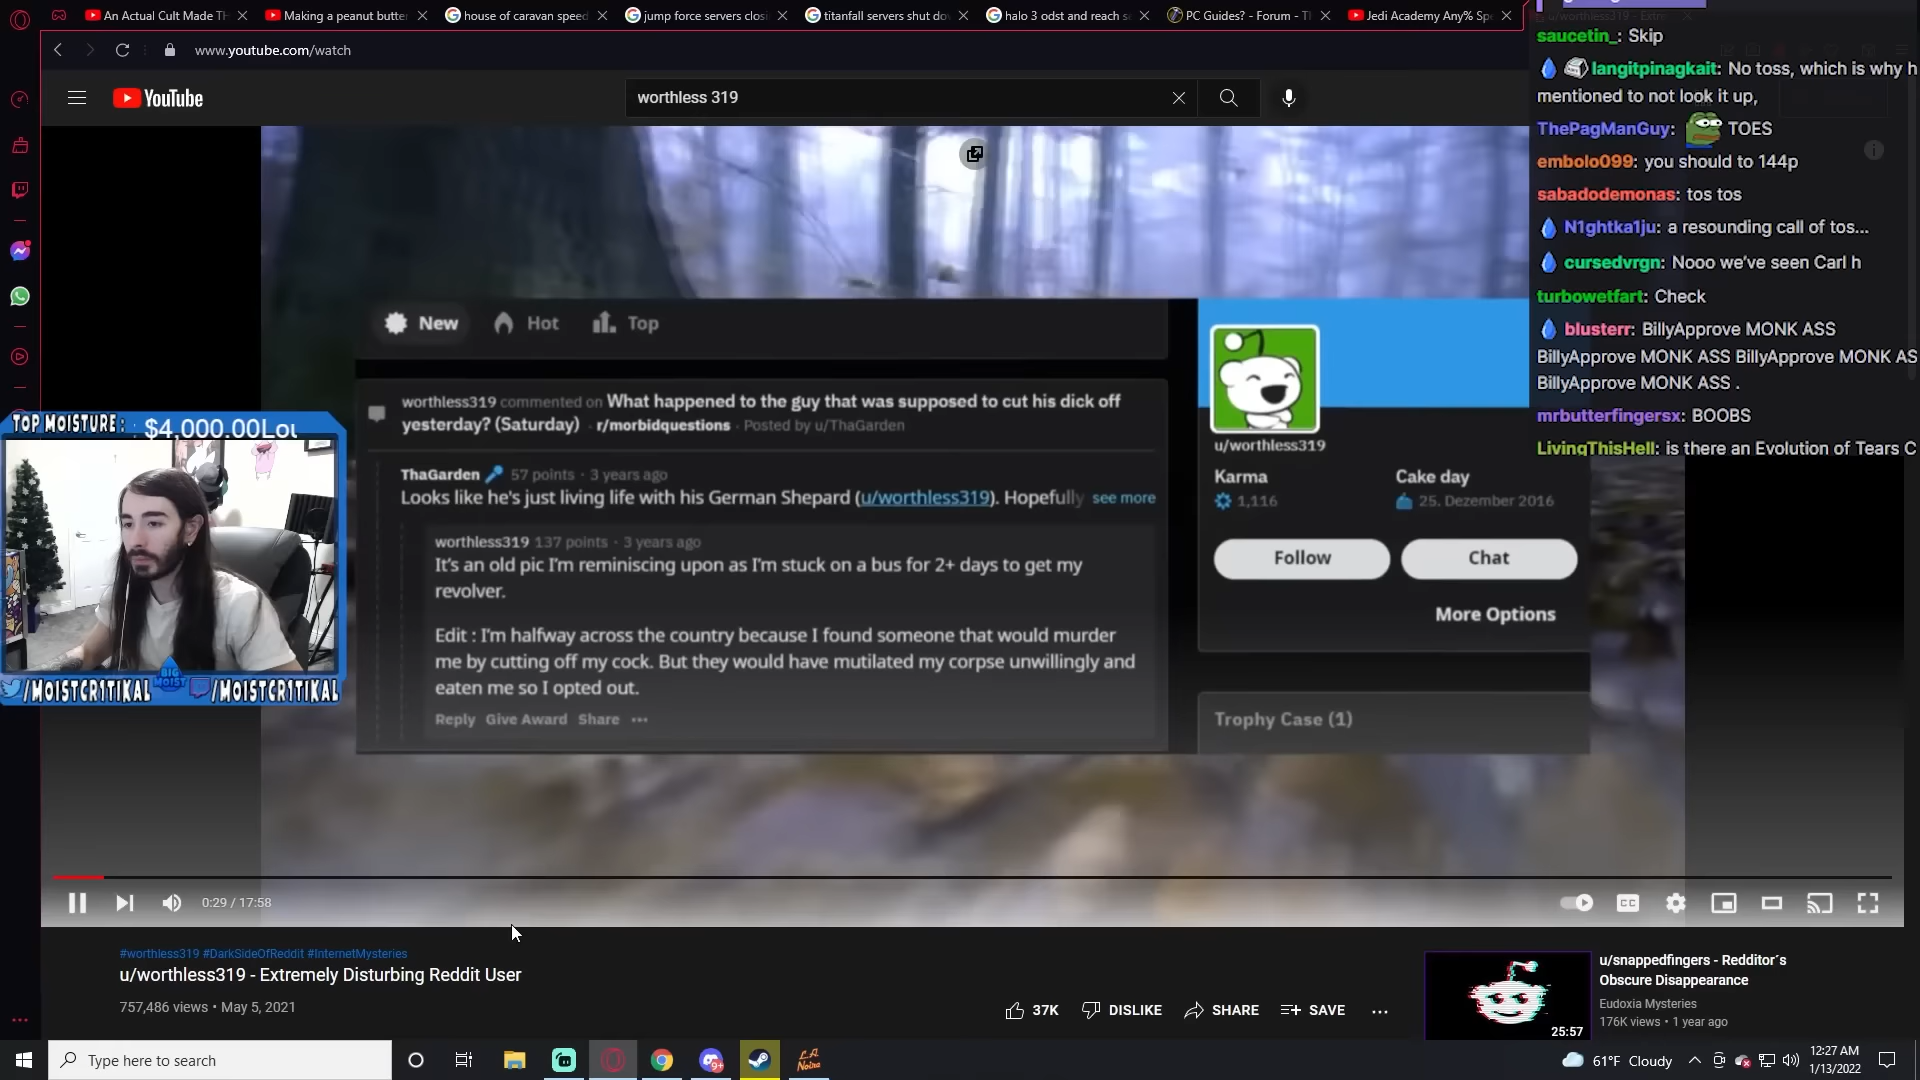 An Actual Cult Made Th
Making a peanut butter
house of caravan speed
jump force servers closi
titanfall servers shut do
halo 3 odst and reach s
PC Guides? - Forum - T
Jedi Academy Any% Spe
www.youtube.com/watch
YouTube
worthless 319
saucetin_: Skip
langitpinagkait: No toss, which is why h
mentioned to not look it up,
ThePagManGuy: TOES
embolo099: you should to 144p
sabadodemonas: tos tos
N1ghtka1ju: a resounding call of tos...
cursedvrgn: Nooo we've seen Carl h
turbowetfart: Check
blusterr: BillyApprove MONK ASS
BillyApprove MONK ASS BillyApprove MONK AS
BillyApprove MONK ASS .
mrbutterfingersx: BOOBS
LivingThisHell: is there an Evolution of Tears C
New Hot Top
worthless319 commented on What happened to the guy that was supposed to cut his dick off
yesterday? (Saturday) · r/morbidquestions · Posted by u/ThaGarden
ThaGarden 57 points · 3 years ago
Looks like he's just living life with his German Shepard (u/worthless319). Hopefully see more
worthless319 137 points · 3 years ago
It's an old pic I'm reminiscing upon as I'm stuck on a bus for 2+ days to get my
revolver.
Edit : I'm halfway across the country because I found someone that would murder
me by cutting off my cock. But they would have mutilated my corpse unwillingly and
eaten me so I opted out.
Reply Give Award Share ···
u/worthless319
Karma Cake day
1,116 25. Dezember 2016
Follow Chat
More Options
Trophy Case (1)
TOP MOISTURE : : $4,000.00Lou
BIG
MOIST
/MOISTCR1TIKAL /MOISTCR1TIKAL
0:29 / 17:58
CC
#worthless319 #DarkSideOfReddit #InternetMysteries
u/worthless319 - Extremely Disturbing Reddit User
757,486 views • May 5, 2021
37K DISLIKE SHARE SAVE ...
u/snappedfingers - Redditor´s
Obscure Disappearance
Eudoxia Mysteries
176K views • 1 year ago
25:57
Type here to search
9+
L.A.
Noire
61°F Cloudy
12:27 AM
1/13/2022